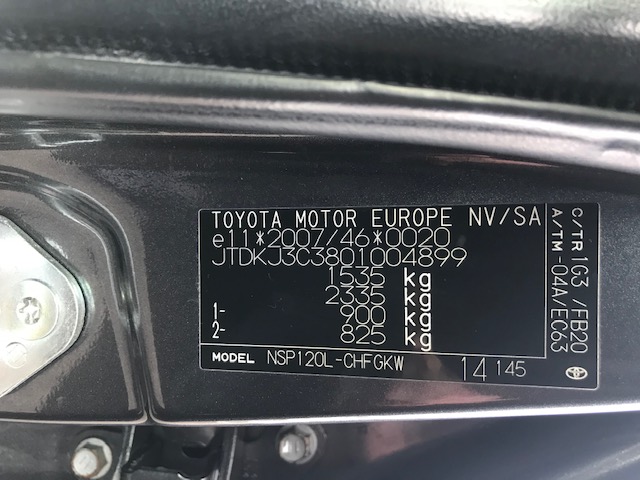 TOYOTA MOTOR EUROPE NV/SA
e11*2007/46*0020
JTDKJ3C3801004899
1535 kg
2335 kg
1- 900 kg
2- 825 kg
MODEL NSP120L-CHFGKW 14 145
C/TR 1G3 /FB20
A/TM -04A/EC63